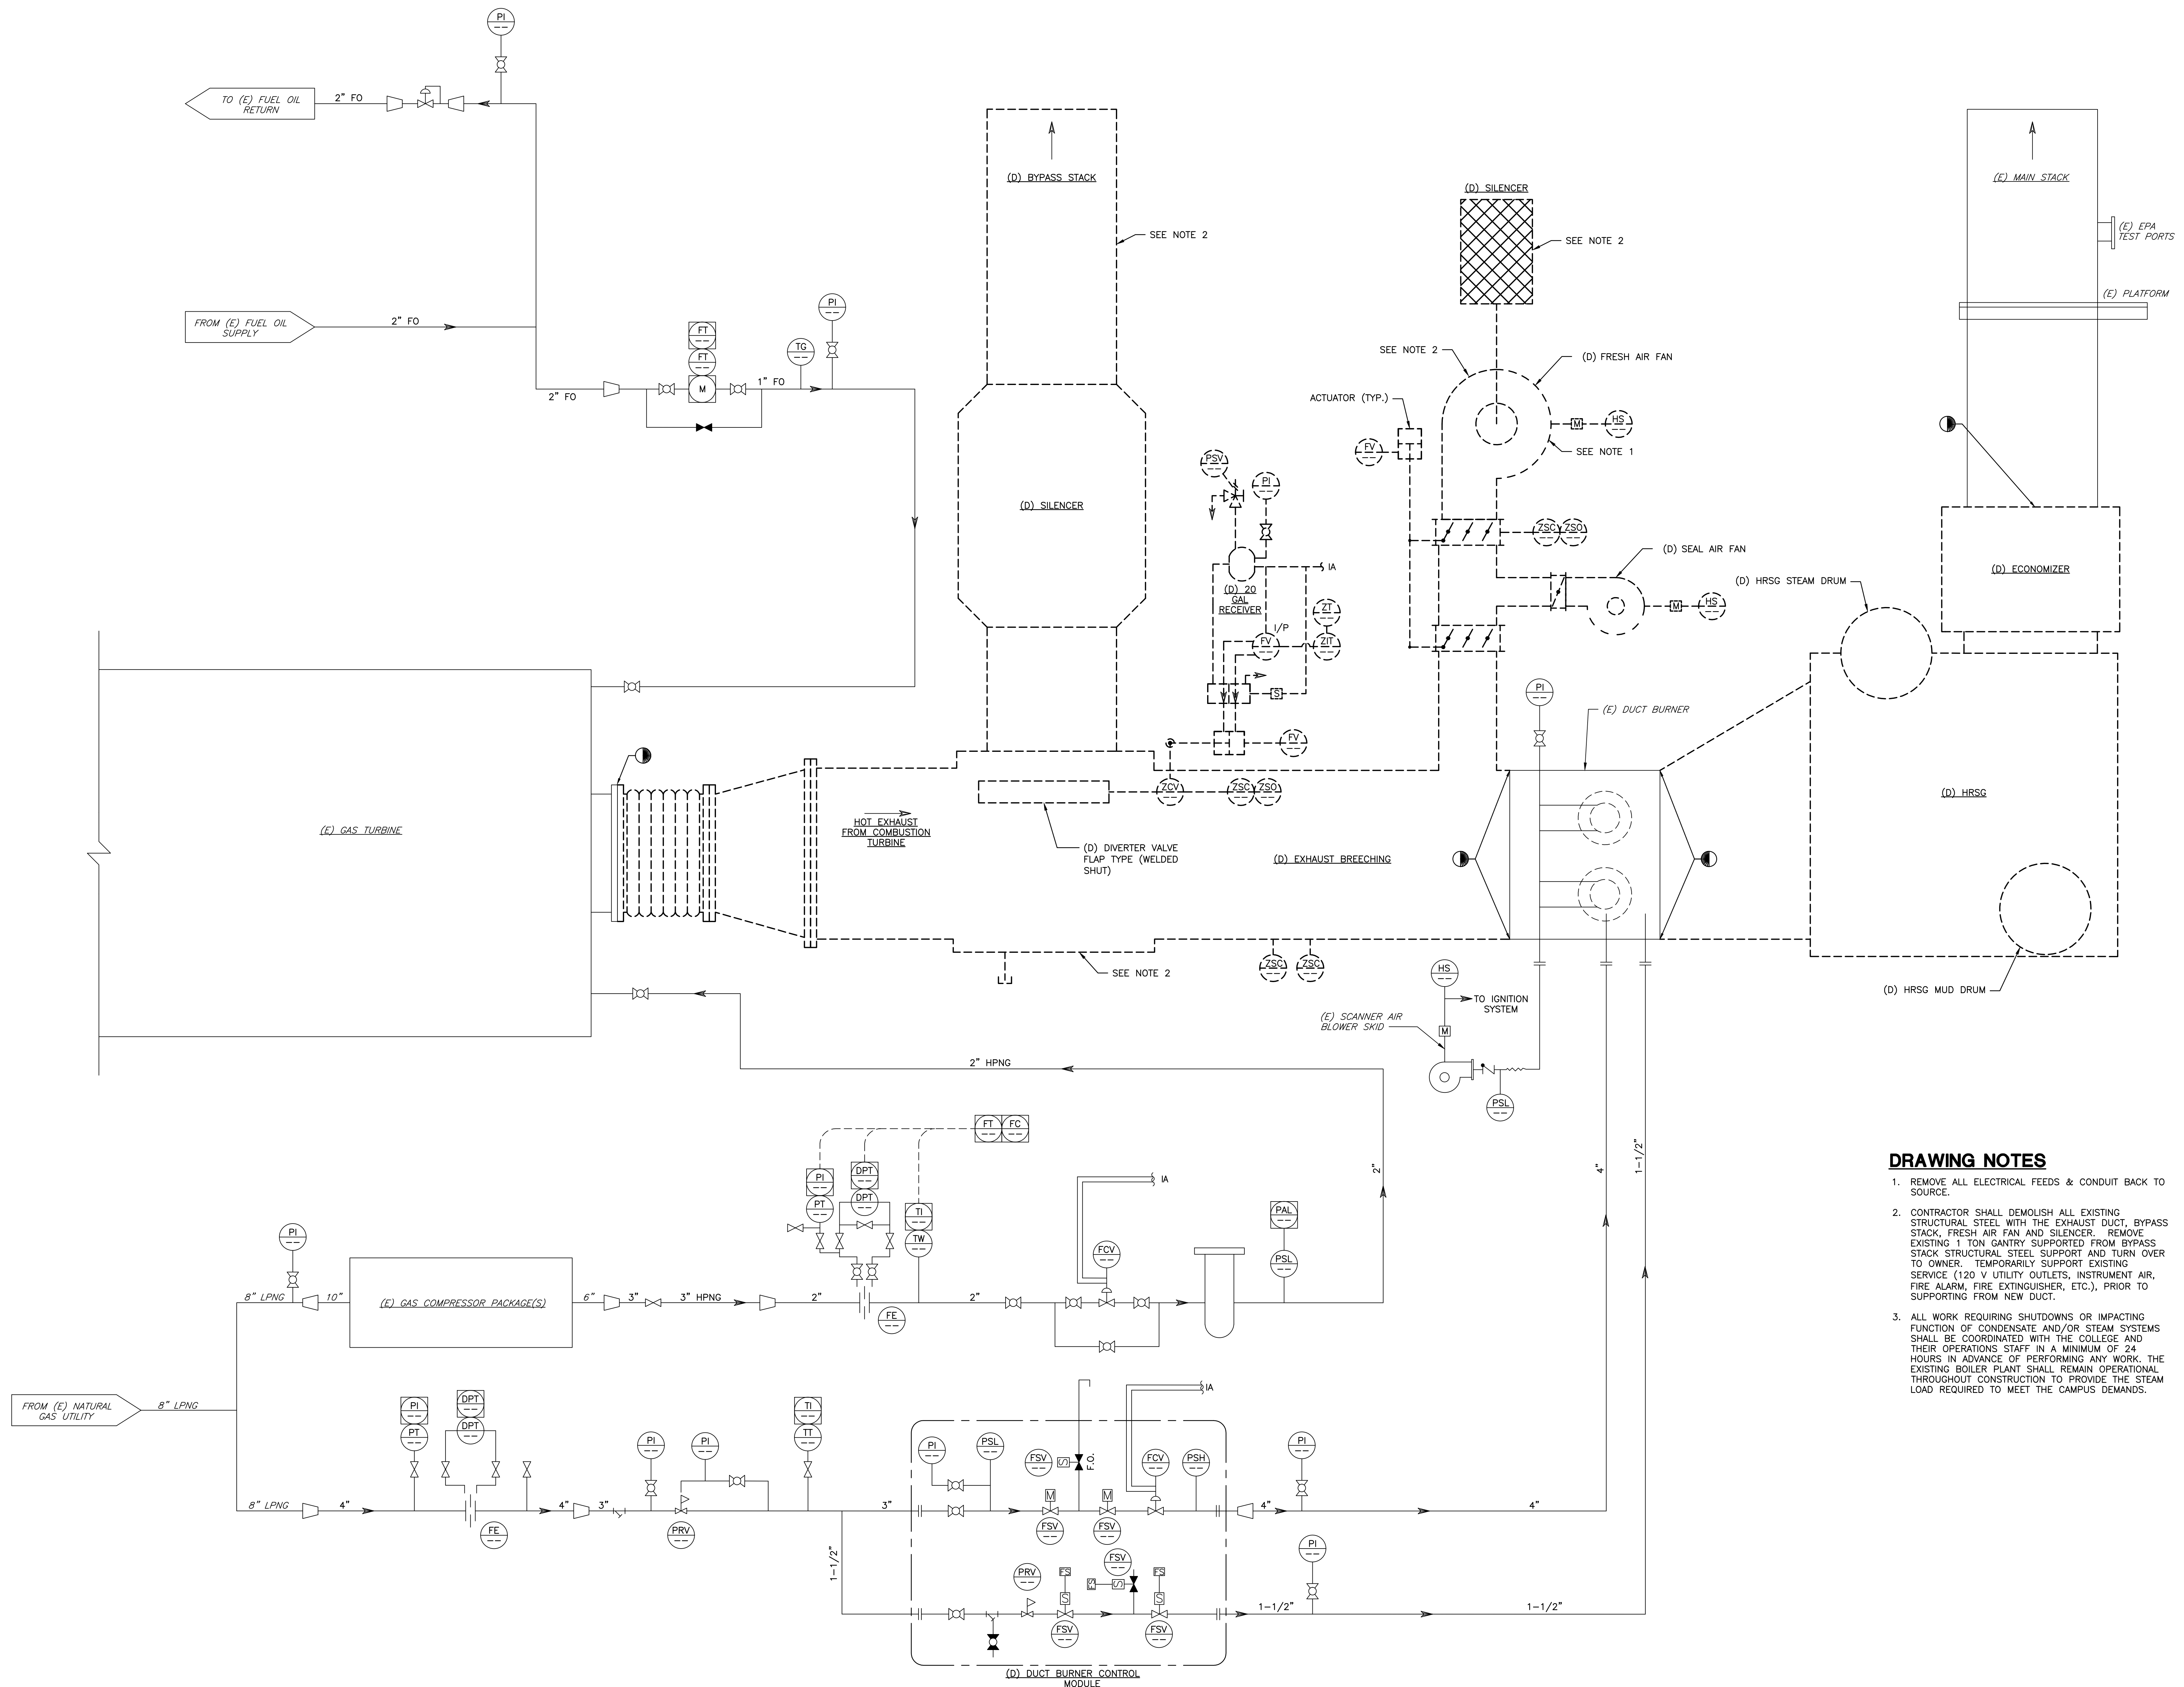 PI
--
TO (E) FUEL OIL
RETURN
2" FO
FROM (E) FUEL OIL
SUPPLY
2" FO
2" FO
FT
--
FT
--
M
1" FO
TG
--
PI
--
(D) BYPASS STACK
SEE NOTE 2
(D) SILENCER
(D) SILENCER
SEE NOTE 2
SEE NOTE 2
(D) FRESH AIR FAN
ACTUATOR (TYP.)
FV
--
M
HS
--
SEE NOTE 1
(E) MAIN STACK
(E) EPA
TEST PORTS
(E) PLATFORM
PSV
--
PI
--
IA
(D) 20
GAL
RECEIVER
ZT
--
I/P
FV
--
ZIT
--
S
FV
--
ZSC
--
ZSO
--
(D) SEAL AIR FAN
M
HS
--
(D) HRSG STEAM DRUM
(D) ECONOMIZER
PI
--
(E) DUCT BURNER
(D) HRSG
(D) HRSG MUD DRUM
(E) GAS TURBINE
HOT EXHAUST
FROM COMBUSTION
TURBINE
ZCV
--
ZSC
--
ZSO
--
(D) DIVERTER VALVE
FLAP TYPE (WELDED
SHUT)
(D) EXHAUST BREECHING
SEE NOTE 2
ZSC
--
ZSC
--
HS
--
TO IGNITION
SYSTEM
(E) SCANNER AIR
BLOWER SKID
M
PSL
--
2" HPNG
FT
--
FC
--
PI
--
PT
--
DPT
--
DPT
--
TI
--
TW
--
IA
2"
4"
1-1/2"
PI
--
8" LPNG
10"
(E) GAS COMPRESSOR PACKAGE(S)
6"
3"
3" HPNG
2"
FE
--
2"
FCV
--
PAL
--
PSL
--
FROM (E) NATURAL
GAS UTILITY
8" LPNG
8" LPNG
4"
PI
--
PT
--
DPT
--
DPT
--
FE
--
4"
3"
PI
--
PI
--
PRV
--
TI
--
TT
--
3"
1-1/2"
PI
--
PSL
--
FSV
--
S
F.O.
IA
FCV
--
PSH
--
M
FSV
--
M
FSV
--
4"
PI
--
4"
PRV
--
FS
S
FSV
--
FSV
--
FS
S
FS
S
FSV
--
1-1/2"
PI
--
1-1/2"
(D) DUCT BURNER CONTROL
MODULE
DRAWING NOTES
1. REMOVE ALL ELECTRICAL FEEDS & CONDUIT BACK TO
SOURCE.
2. CONTRACTOR SHALL DEMOLISH ALL EXISTING
STRUCTURAL STEEL WITH THE EXHAUST DUCT, BYPASS
STACK, FRESH AIR FAN AND SILENCER. REMOVE
EXISTING 1 TON GANTRY SUPPORTED FROM BYPASS
STACK STRUCTURAL STEEL SUPPORT AND TURN OVER
TO OWNER. TEMPORARILY SUPPORT EXISTING
SERVICE (120 V UTILITY OUTLETS, INSTRUMENT AIR,
FIRE ALARM, FIRE EXTINGUISHER, ETC.), PRIOR TO
SUPPORTING FROM NEW DUCT.
3. ALL WORK REQUIRING SHUTDOWNS OR IMPACTING
FUNCTION OF CONDENSATE AND/OR STEAM SYSTEMS
SHALL BE COORDINATED WITH THE COLLEGE AND
THEIR OPERATIONS STAFF IN A MINIMUM OF 24
HOURS IN ADVANCE OF PERFORMING ANY WORK. THE
EXISTING BOILER PLANT SHALL REMAIN OPERATIONAL
THROUGHOUT CONSTRUCTION TO PROVIDE THE STEAM
LOAD REQUIRED TO MEET THE CAMPUS DEMANDS.